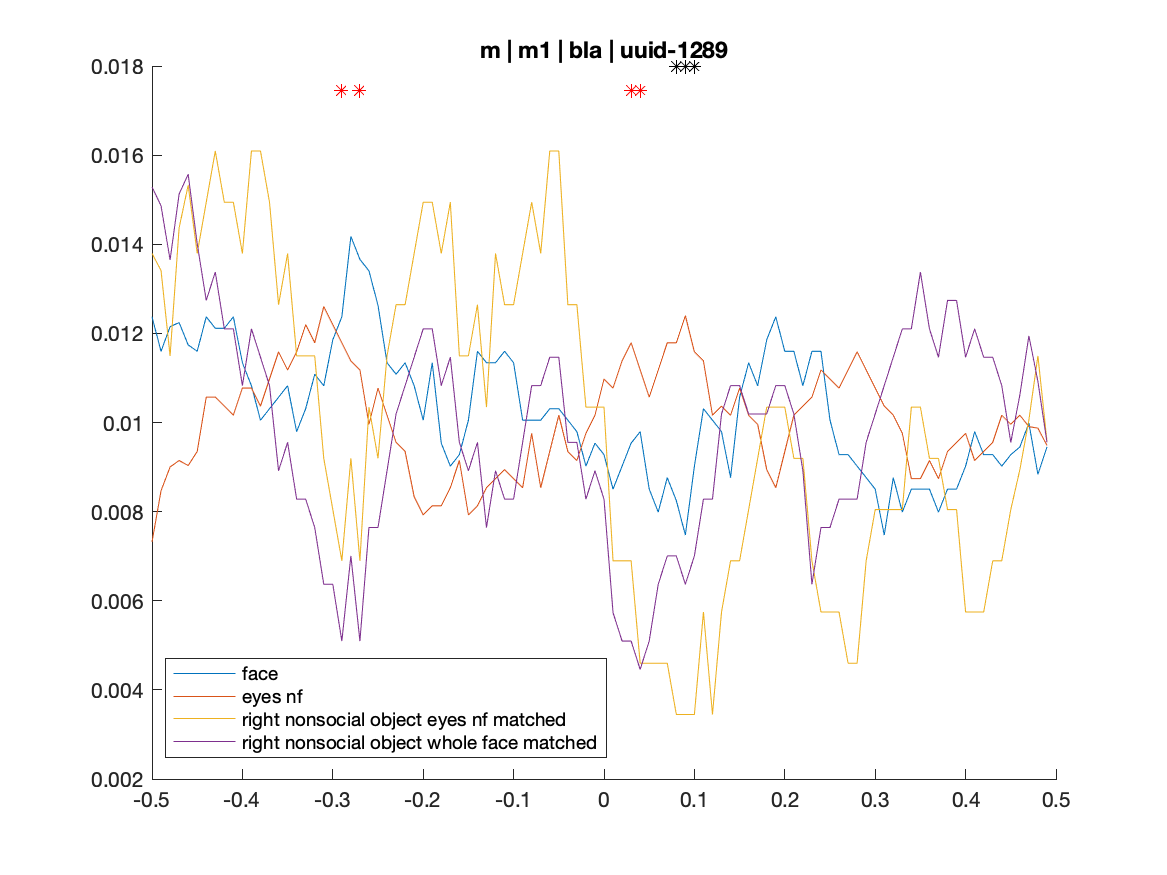 m | m1 | bla | uuid-1289
0.018
0.016
0.014
0.012
0.01
0.008
0.006
0.004
0.002
face
eyes nf
right nonsocial object eyes nf matched
right nonsocial object whole face matched
-0.5 -0.4 -0.3 -0.2 -0.1 0 0.1 0.2 0.3 0.4 0.5